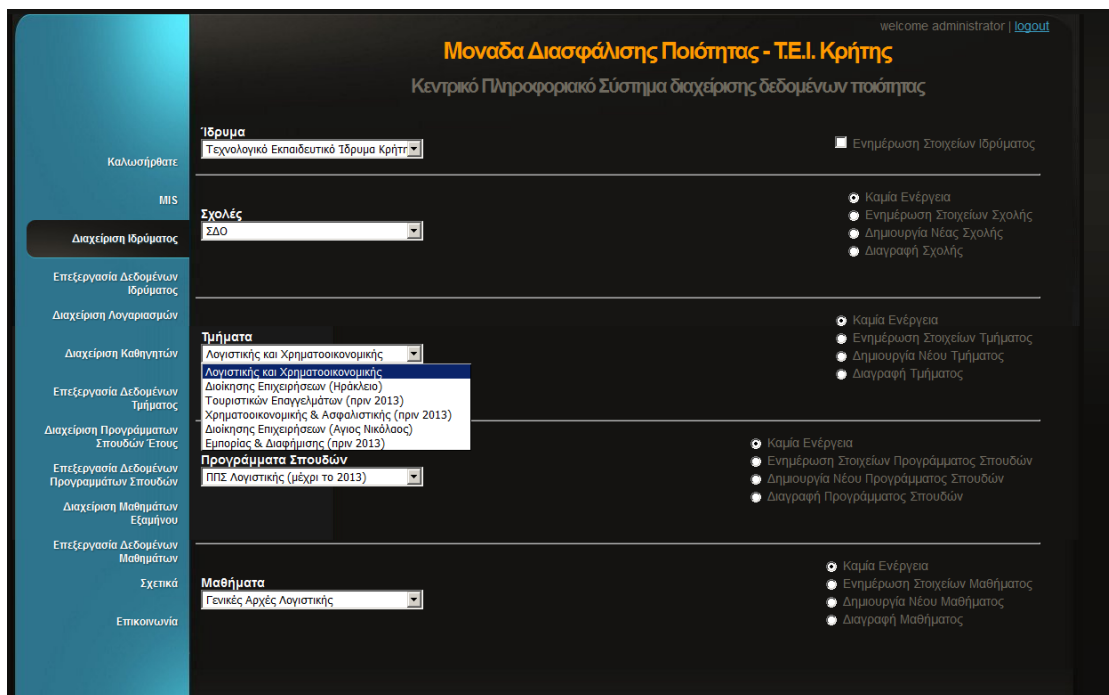 welcome administrator | logout
Μοναδα Διασφάλισης Ποιότητας - Τ.Ε.Ι. Κρήτης
Κεντρικό Πληροφοριακό Σύστημα διαχείρισης δεδομένων ποιότητας
Καλωσήρθατε
MIS
Διαχείριση Ιδρύματος
Επεξεργασία Δεδομένων
Ιδρύματος
Διαχείριση Λογαριασμών
Διαχείριση Καθηγητών
Επεξεργασία Δεδομένων
Τμήματος
Διαχείριση Προγράμματων
Σπουδών Έτους
Επεξεργασία Δεδομένων
Προγραμμάτων Σπουδών
Διαχείριση Μαθημάτων
Εξαμήνου
Επεξεργασία Δεδομένων
Μαθημάτων
Σχετικά
Επικοινωνία
Ίδρυμα
Τεχνολογικό Εκπαιδευτικό Ίδρυμα Κρήτη
Ενημέρωση Στοιχείων Ιδρύματος
Σχολές
ΣΔΟ
Καμία Ενέργεια
Ενημέρωση Στοιχείων Σχολής
Δημιουργία Νέας Σχολής
Διαγραφή Σχολής
Τμήματα
Λογιστικής και Χρηματοοικονομικής
Λογιστικής και Χρηματοοικονομικής
Διοίκησης Επιχειρήσεων (Ηράκλειο)
Τουριστικών Επαγγελμάτων (πριν 2013)
Χρηματοοικονομικής & Ασφαλιστικής (πριν 2013)
Διοίκησης Επιχειρήσεων (Αγιος Νικόλαος)
Εμπορίας & Διαφήμισης (πριν 2013)
Καμία Ενέργεια
Ενημέρωση Στοιχείων Τμήματος
Δημιουργία Νέου Τμήματος
Διαγραφή Τμήματος
Προγράμματα Σπουδών
ΠΠΣ Λογιστικής (μέχρι το 2013)
Καμία Ενέργεια
Ενημέρωση Στοιχείων Προγράμματος Σπουδών
Δημιουργία Νέου Προγράμματος Σπουδών
Διαγραφή Προγράμματος Σπουδών
Μαθήματα
Γενικές Αρχές Λογιστικής
Καμία Ενέργεια
Ενημέρωση Στοιχείων Μαθήματος
Δημιουργία Νέου Μαθήματος
Διαγραφή Μαθήματος